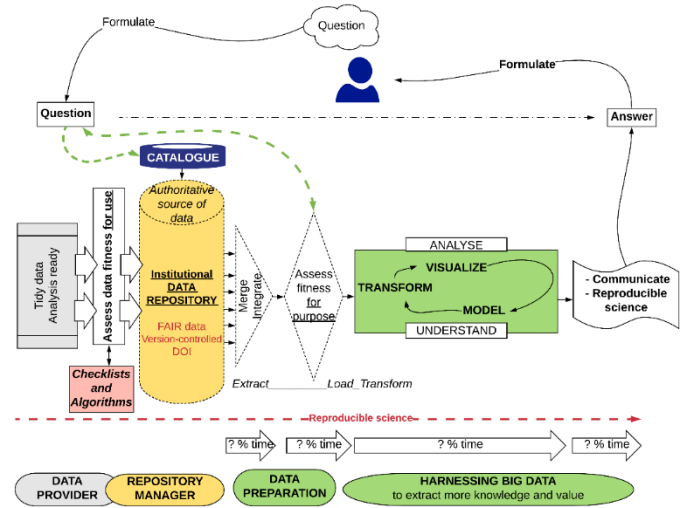 Question
Formulate
Formulate
Question
Answer
CATALOGUE
Authoritative
source of
data
Tidy data
Analysis ready
Assess data fitness for use
Institutional
DATA
REPOSITORY
FAIR data
Version-controlled
DOI
Merge
Integrate
Assess
fitness
for
purpose
ANALYSE
VISUALIZE
TRANSFORM
MODEL
UNDERSTAND
- Communicate
- Reproducible
science
Checklists
and
Algorithms
Extract________Load_Transform
Reproducible science
? % time
? % time
? % time
? % time
DATA
PROVIDER
REPOSITORY
MANAGER
DATA
PREPARATION
HARNESSING BIG DATA
to extract more knowledge and value